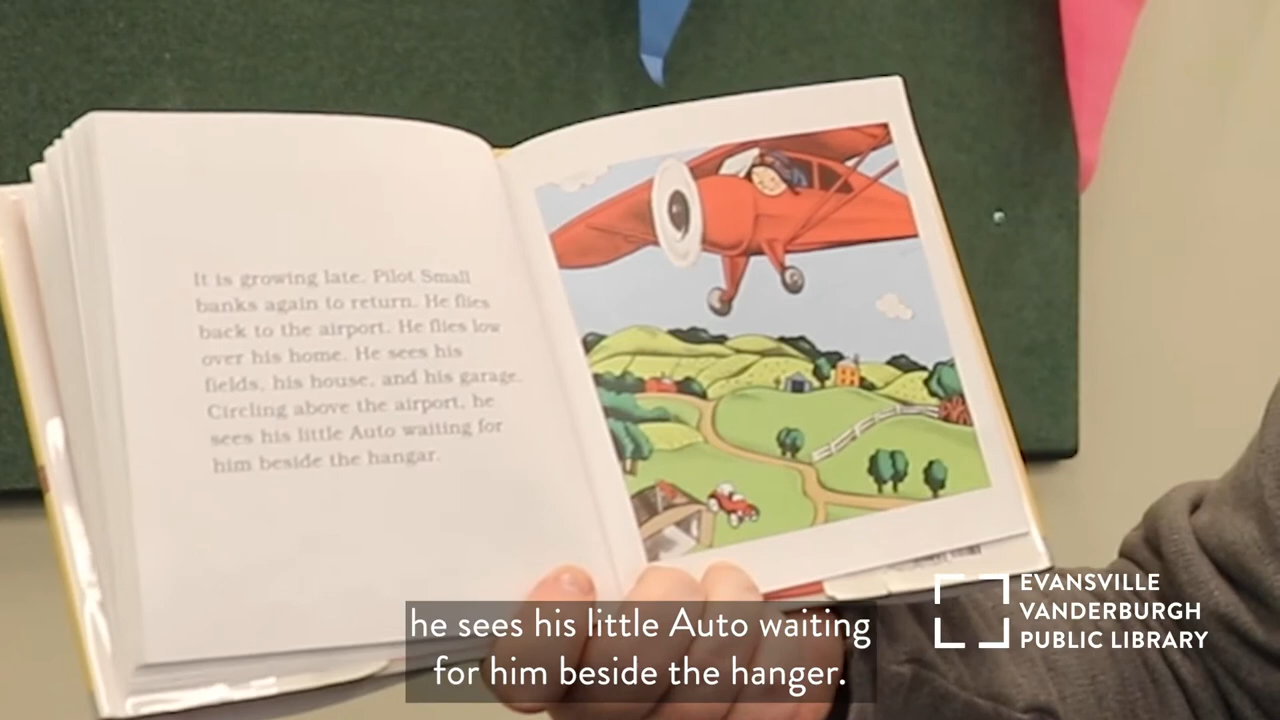 It is growing late. Pilot Small
banks again to return. He flies
back to the airport. He flies low
over his home. He sees his
fields, his house, and his garage.
Circling above the airport, he
sees his little Auto waiting for
him beside the hangar.
he sees his little Auto waiting
for him beside the hanger.
EVANSVILLE
VANDERBURGH
PUBLIC LIBRARY